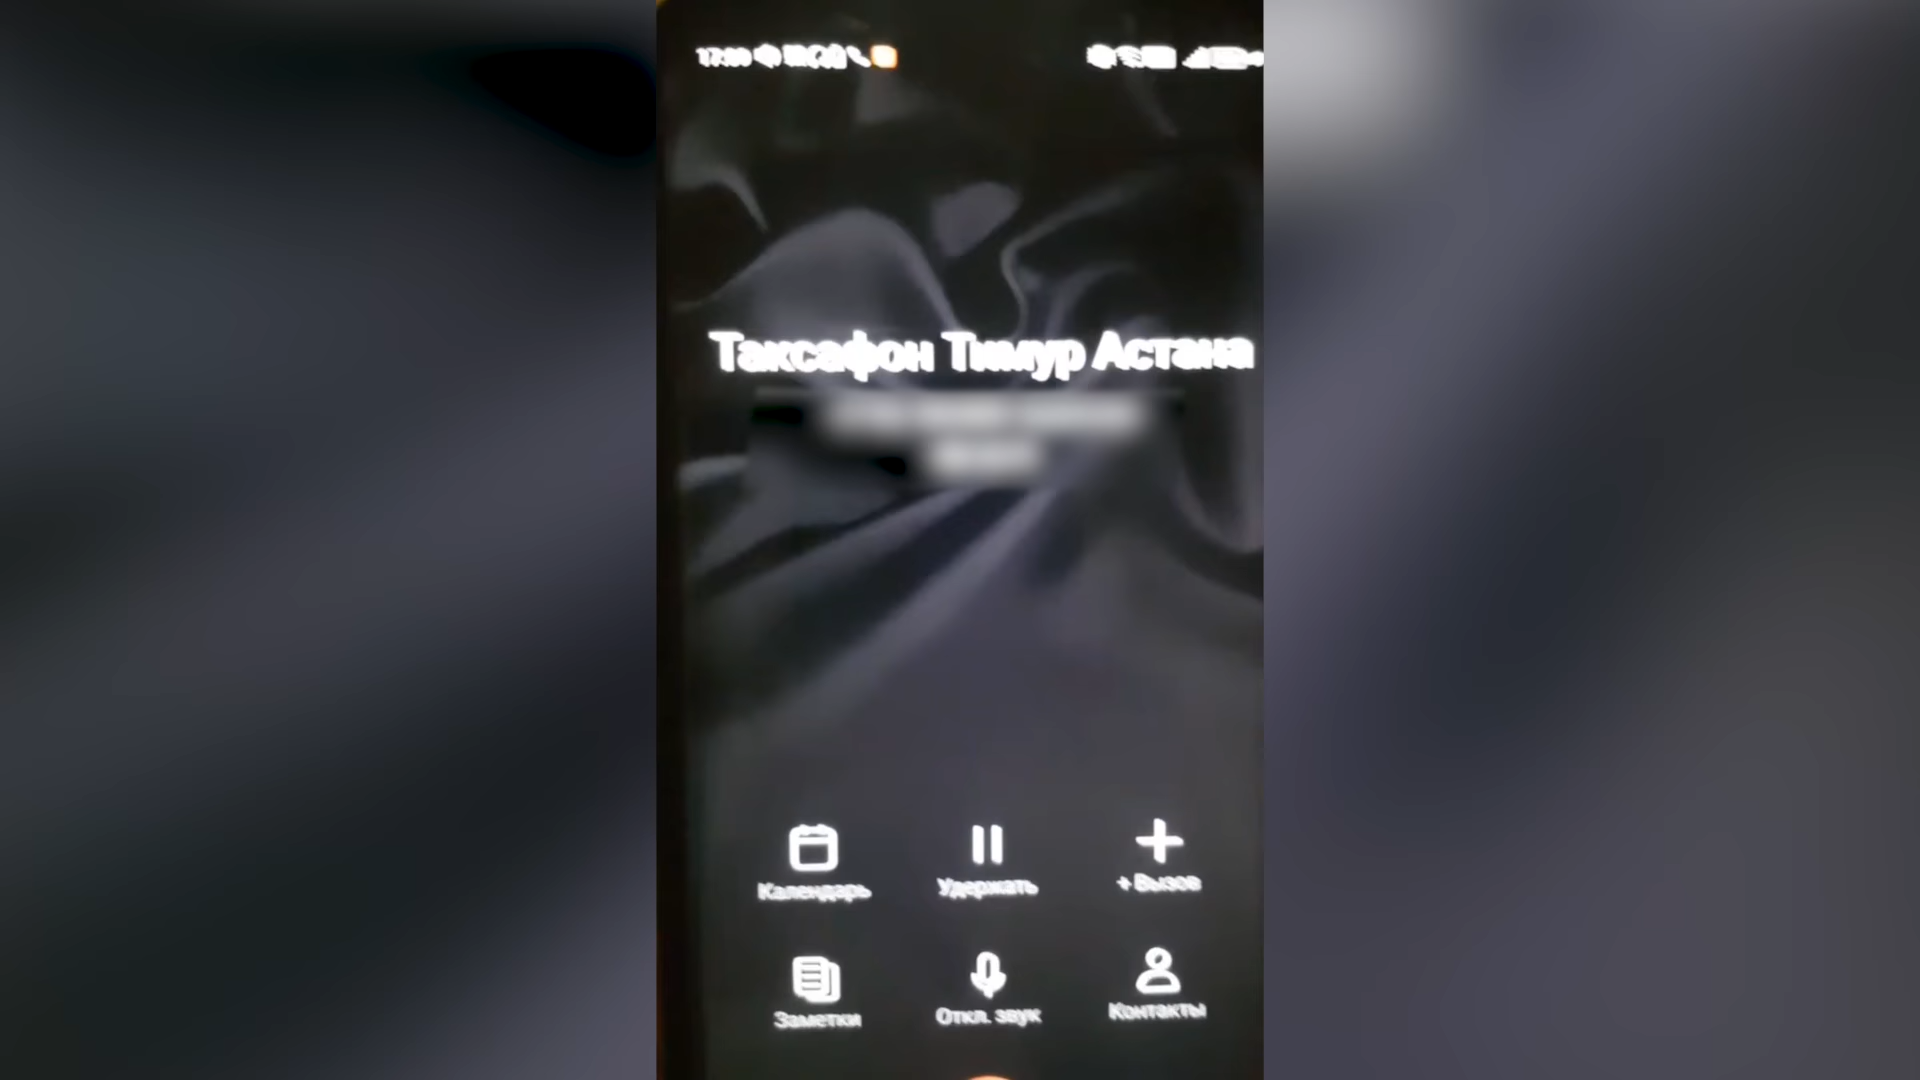 Таксафон Тимур Астана
Календарь
Удержать
+ Вызов
Заметки
Откл. звук
Контакты